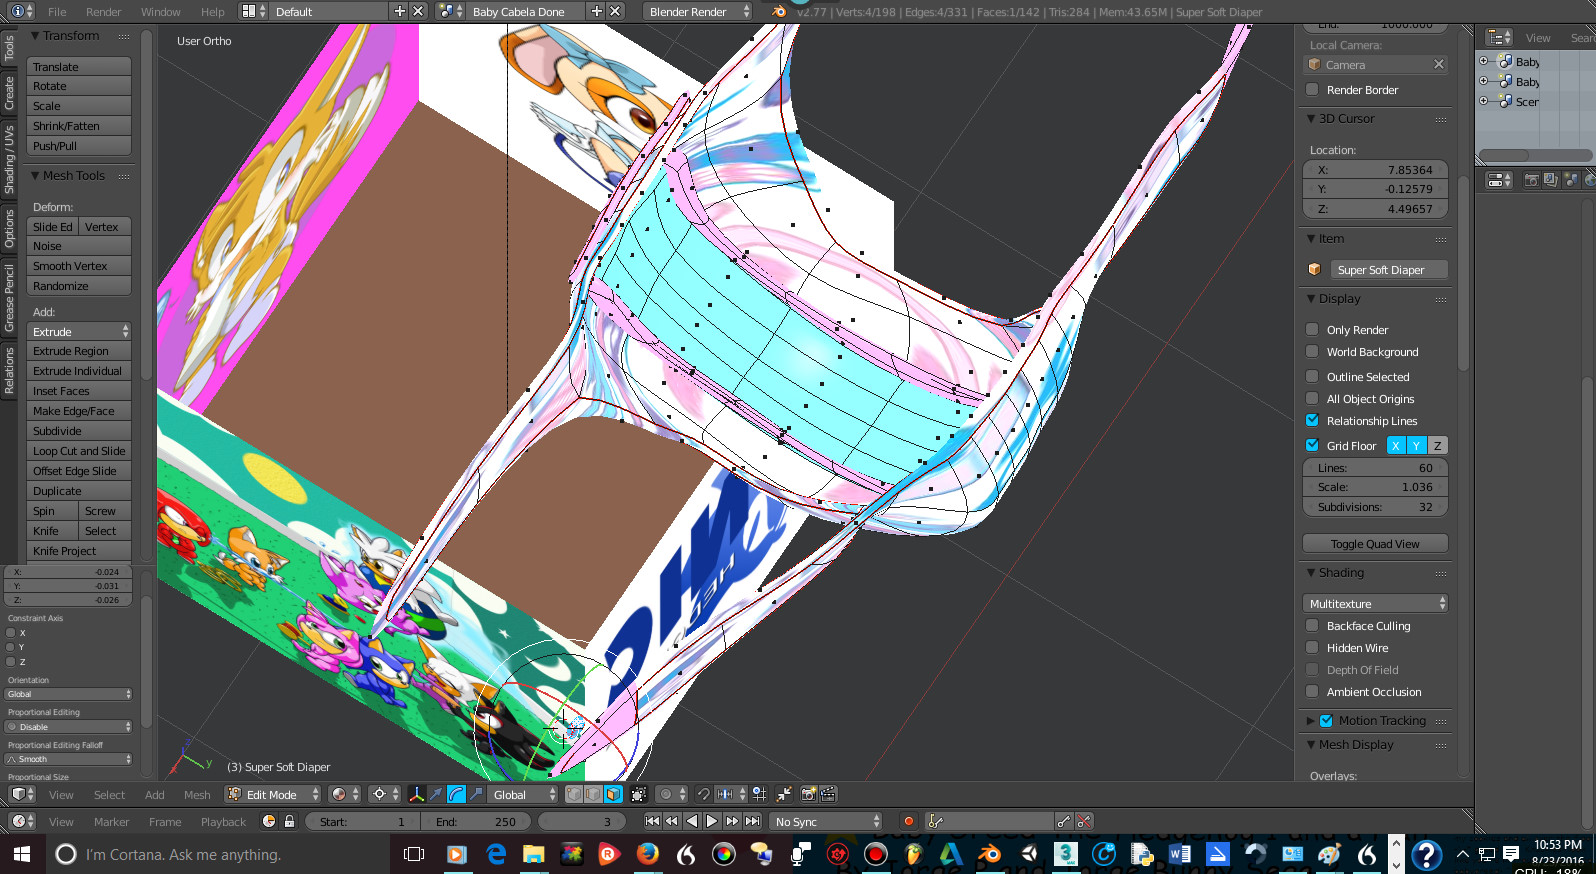 File Render Window Help Default Baby Cabela Done Blender Render v2.77 | Verts:4/198 | Edges:4/331 | Faces:1/142 | Tris:284 | Mem:43.65M | Super Soft Diaper
Tools
Create
Shading / UVs
Options
Grease Pencil
Relations
Transform
Translate
Rotate
Scale
Shrink/Fatten
Push/Pull
Mesh Tools
Deform:
Slide Ed Vertex
Noise
Smooth Vertex
Randomize
Add:
Extrude
Extrude Region
Extrude Individual
Inset Faces
Make Edge/Face
Subdivide
Loop Cut and Slide
Offset Edge Slide
Duplicate
Spin Screw
Knife Select
Knife Project
X: -0.024
Y: -0.031
Z: -0.026
Constraint Axis
X
Y
Z
Orientation
Global
Proportional Editing
Disable
Proportional Editing Falloff
Smooth
Proportional Size
User Ortho
z
y
x
(3) Super Soft Diaper
End: 1000.000
Local Camera:
Camera
Render Border
3D Cursor
Location:
X: 7.85364
Y: -0.12579
Z: 4.49657
Item
Super Soft Diaper
Display
Only Render
World Background
Outline Selected
All Object Origins
Relationship Lines
Grid Floor X Y Z
Lines: 60
Scale: 1.036
Subdivisions: 32
Toggle Quad View
Shading
Multitexture
Backface Culling
Hidden Wire
Depth Of Field
Ambient Occlusion
Motion Tracking
Mesh Display
Overlays:
View Sear
Baby
Baby
Scer
View Select Add Mesh Edit Mode Global
View Marker Frame Playback Start: 1 End: 250 3 No Sync
I'm Cortana. Ask me anything.
10:53 PM
8/23/2016